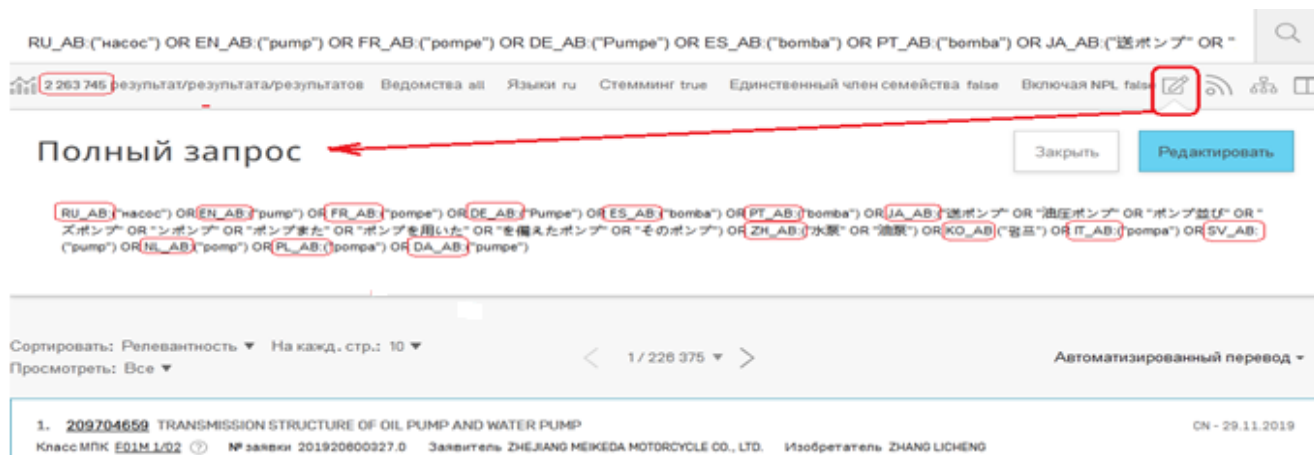 RU_AB:("насос") OR EN_AB:("pump") OR FR_AB:("pompe") OR DE_AB:("Pumpe") OR ES_AB:("bomba") OR PT_AB:("bomba") OR JA_AB:("送ポンプ" OR "
2 263 745 результат/результата/результатов Ведомства all Языки ru Стемминг true Единственный член семейства false Включая NPL false
Полный запрос
Закрыть
Редактировать
RU_AB:("насос") OR EN_AB:("pump") OR FR_AB:("pompe") OR DE_AB:("Pumpe") OR ES_AB:("bomba") OR PT_AB:("bomba") OR JA_AB:("送ポンプ" OR "油圧ポンプ" OR "ポンプ並び" OR "
ズポンプ" OR "ンポンプ" OR "ポンプまた" OR "ポンプを用いた" OR "を備えたポンプ" OR "そのポンプ") OR ZH_AB:("水泵" OR "油泵") OR KO_AB:("펌프") OR IT_AB:("pompa") OR SV_AB:
("pump") OR NL_AB:("pomp") OR PL_AB:("pompa") OR DA_AB:("pumpe")
Сортировать: Релевантность ▼ На кажд. стр.: 10 ▼
Просмотреть: Все ▼
1 / 226 375 ▼
Автоматизированный перевод
1. 209704659 TRANSMISSION STRUCTURE OF OIL PUMP AND WATER PUMP
CN - 29.11.2019
Класс МПК F01M 1/02 ? № заявки 201920600327.0 Заявитель ZHEJIANG MEIKEDA MOTORCYCLE CO., LTD. Изобретатель ZHANG LICHENG